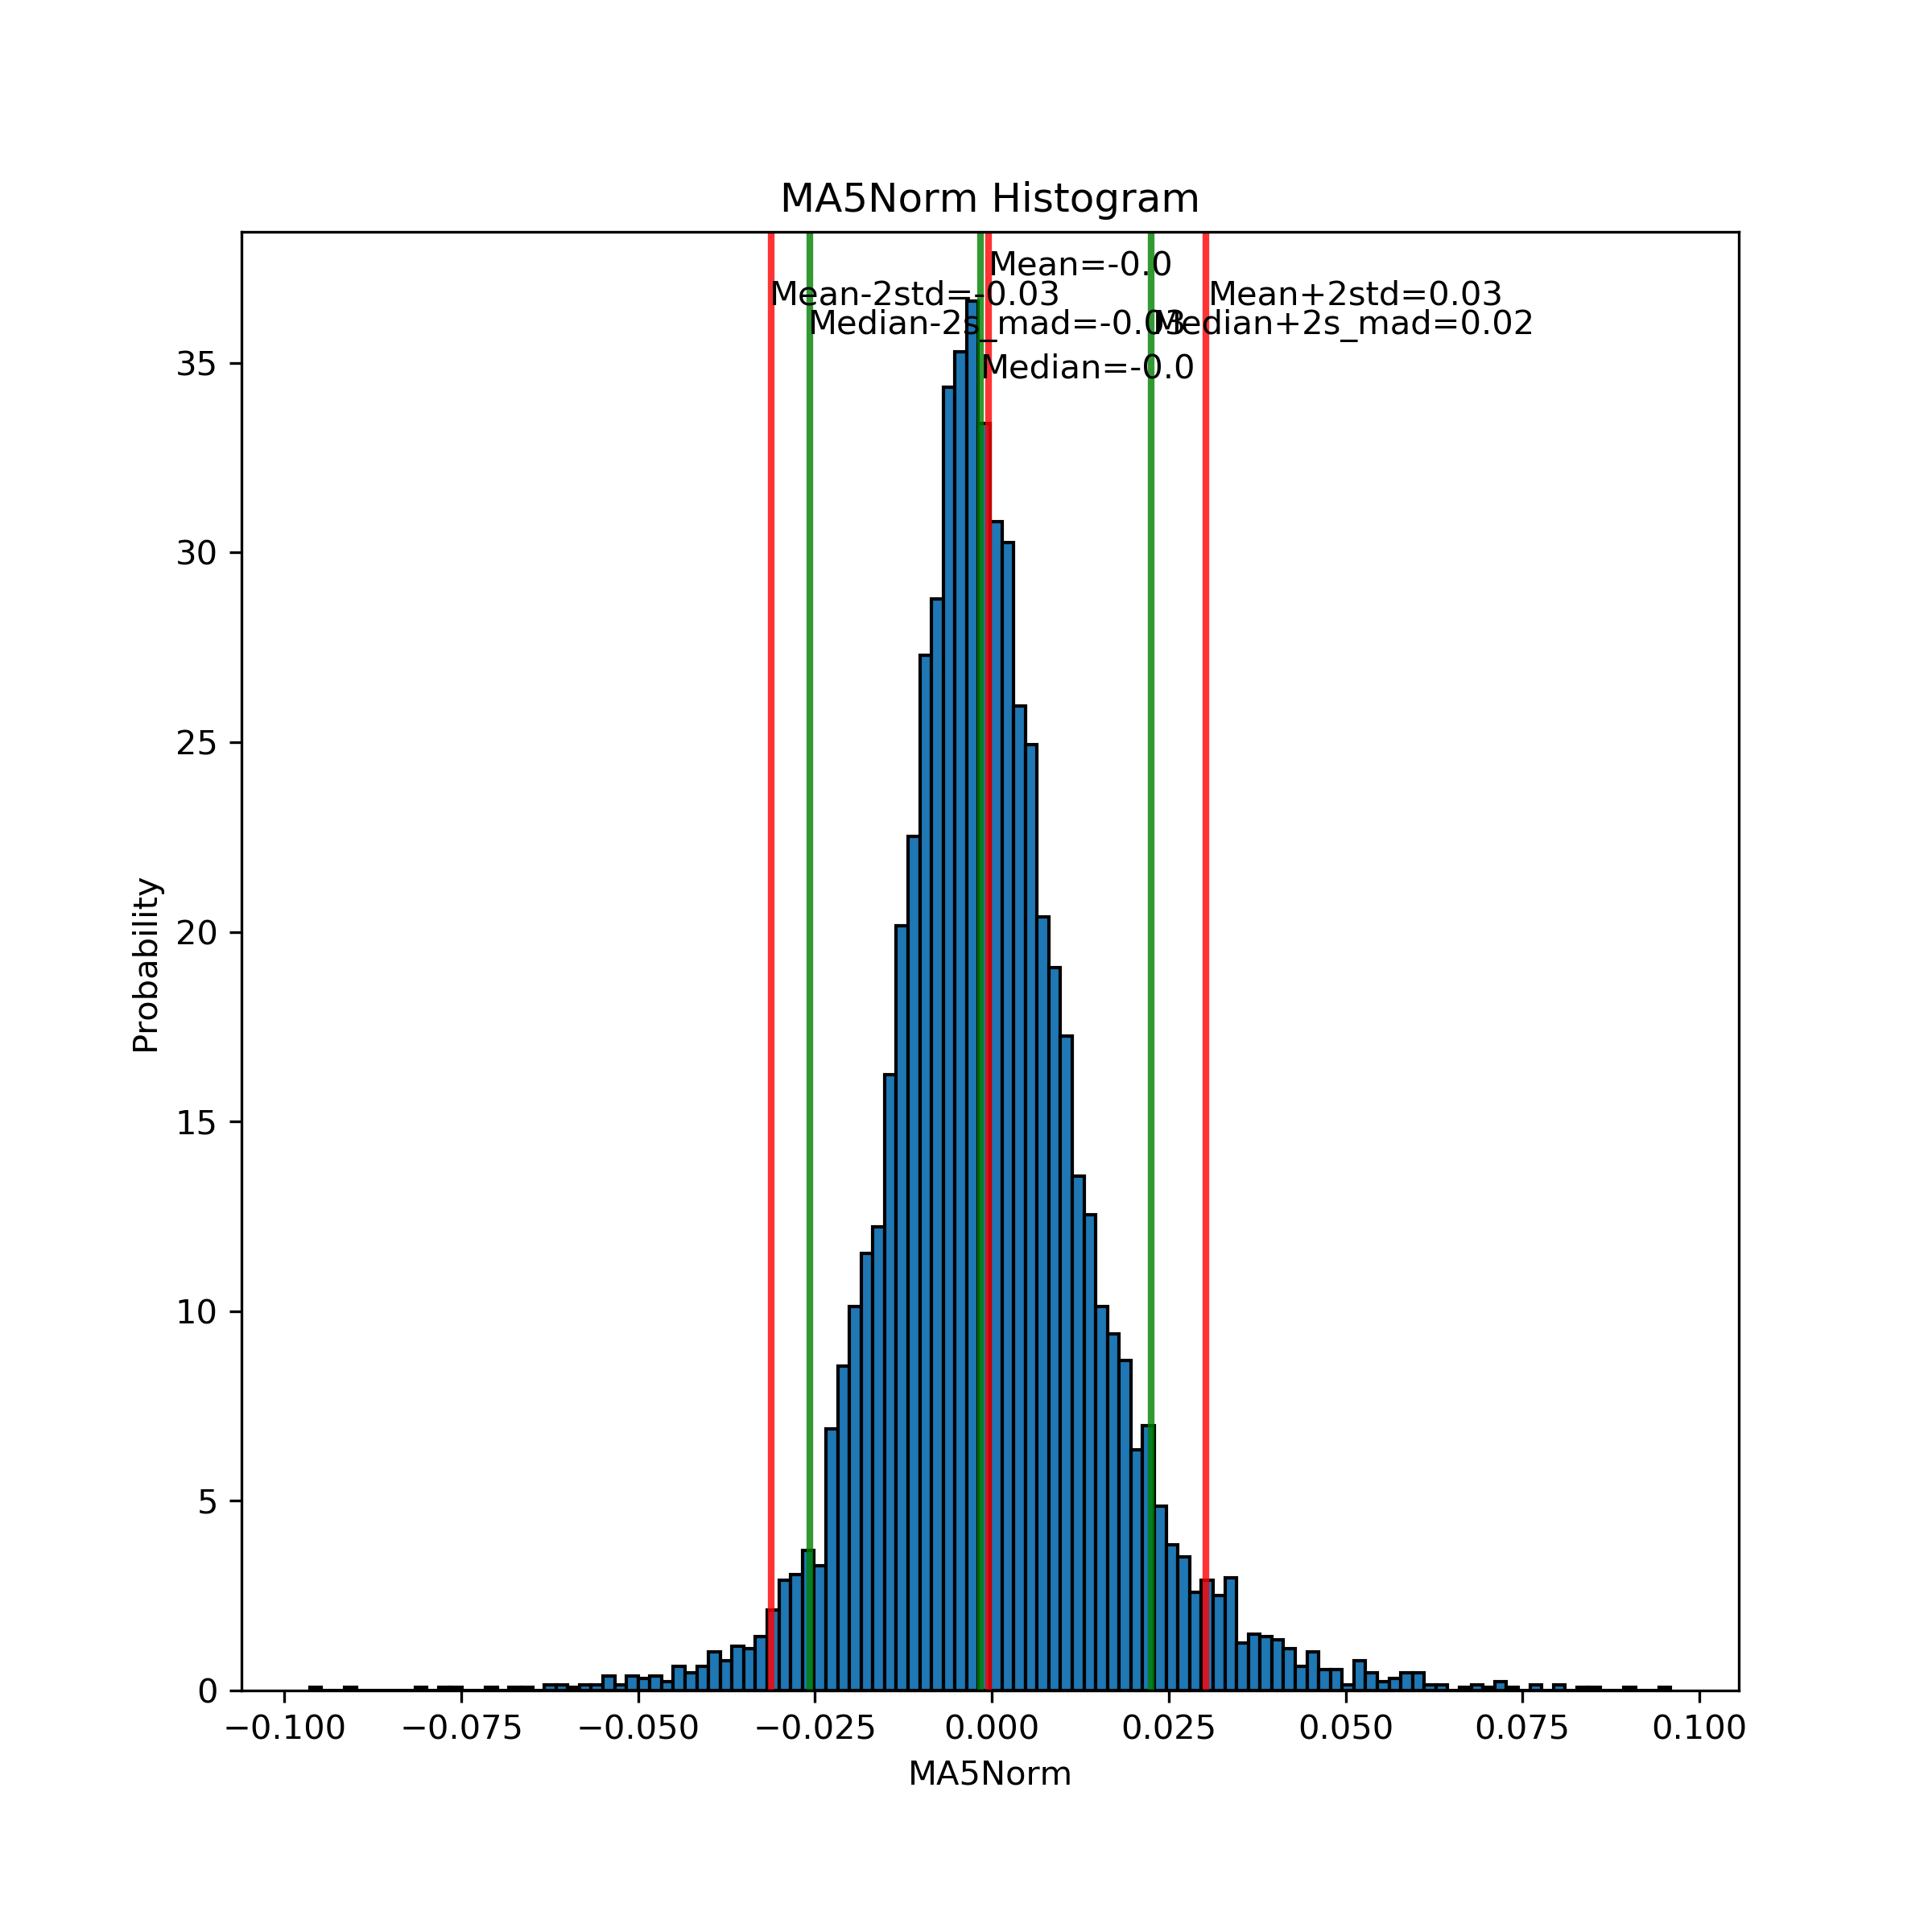 MA5Norm Histogram
Mean=-0.0
Mean-2std=-0.03
Mean+2std=0.03
Median-2s_mad=-0.03
Median+2s_mad=0.02
Median=-0.0
35
30
25
20
15
10
5
0
Probability
−0.100
−0.075
−0.050
−0.025
0.000
0.025
0.050
0.075
0.100
MA5Norm